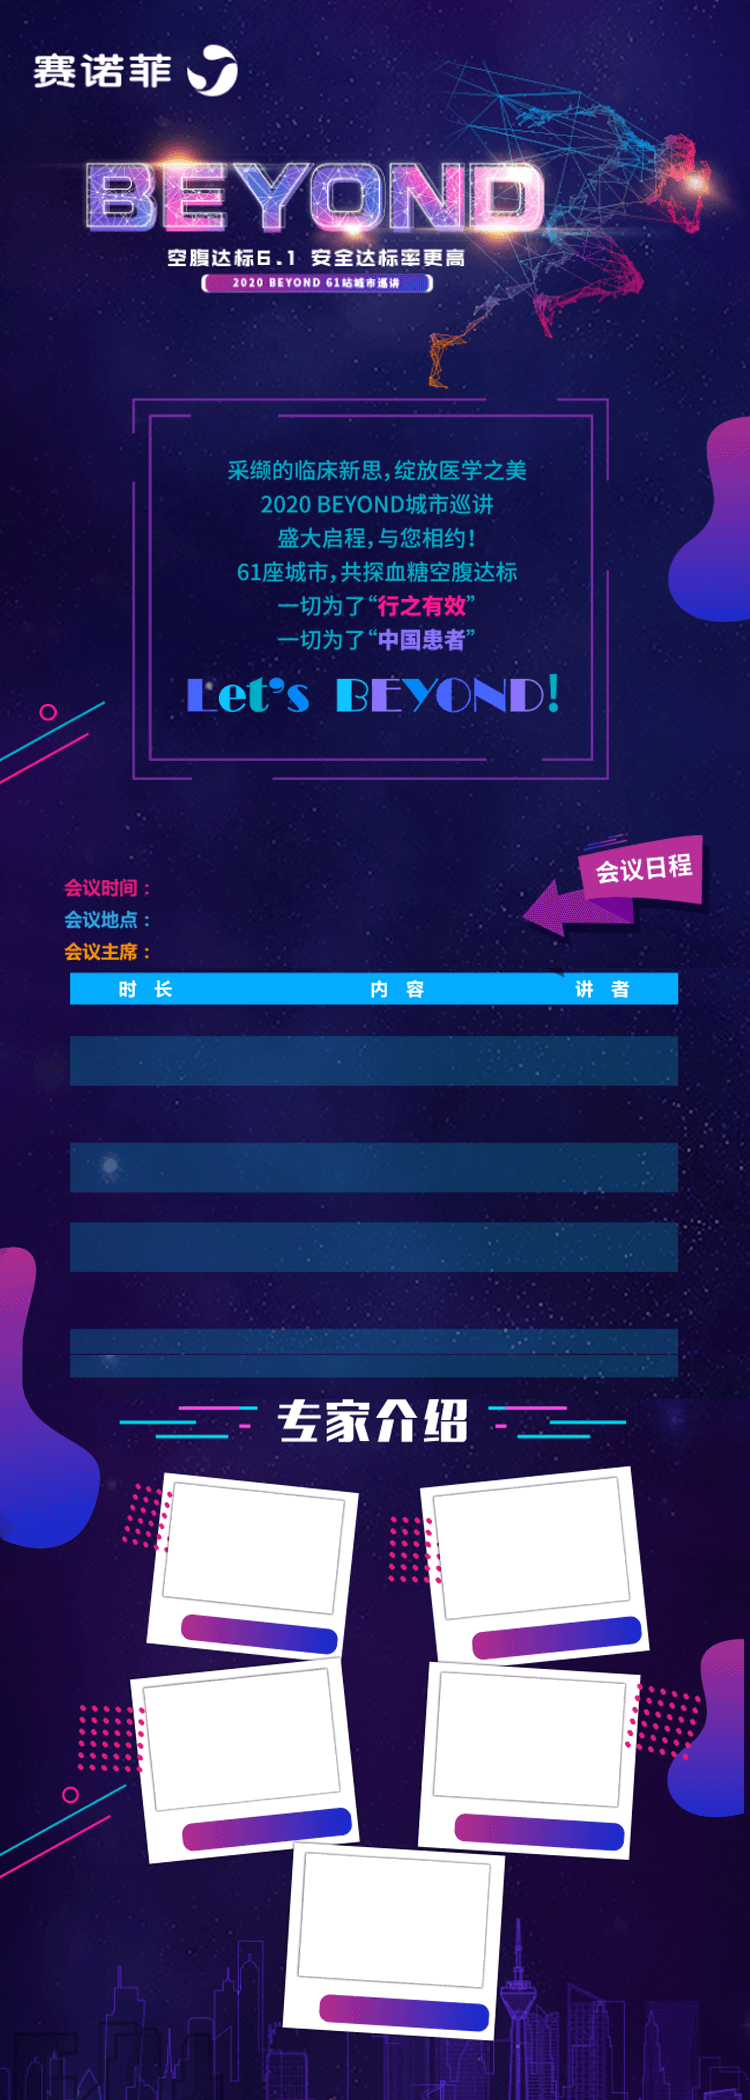 赛诺菲
BEYOND
空腹达标6.1 安全达标率更高
2020 BEYOND 61站城市巡讲
采缬的临床新思，绽放医学之美
2020 BEYOND城市巡讲
盛大启程，与您相约！
61座城市，共探血糖空腹达标
一切为了“行之有效”
一切为了“中国患者”
Let's BEYOND!
会议日程
会议时间：
会议地点：
会议主席：
时 长 内 容 讲 者
专家介绍